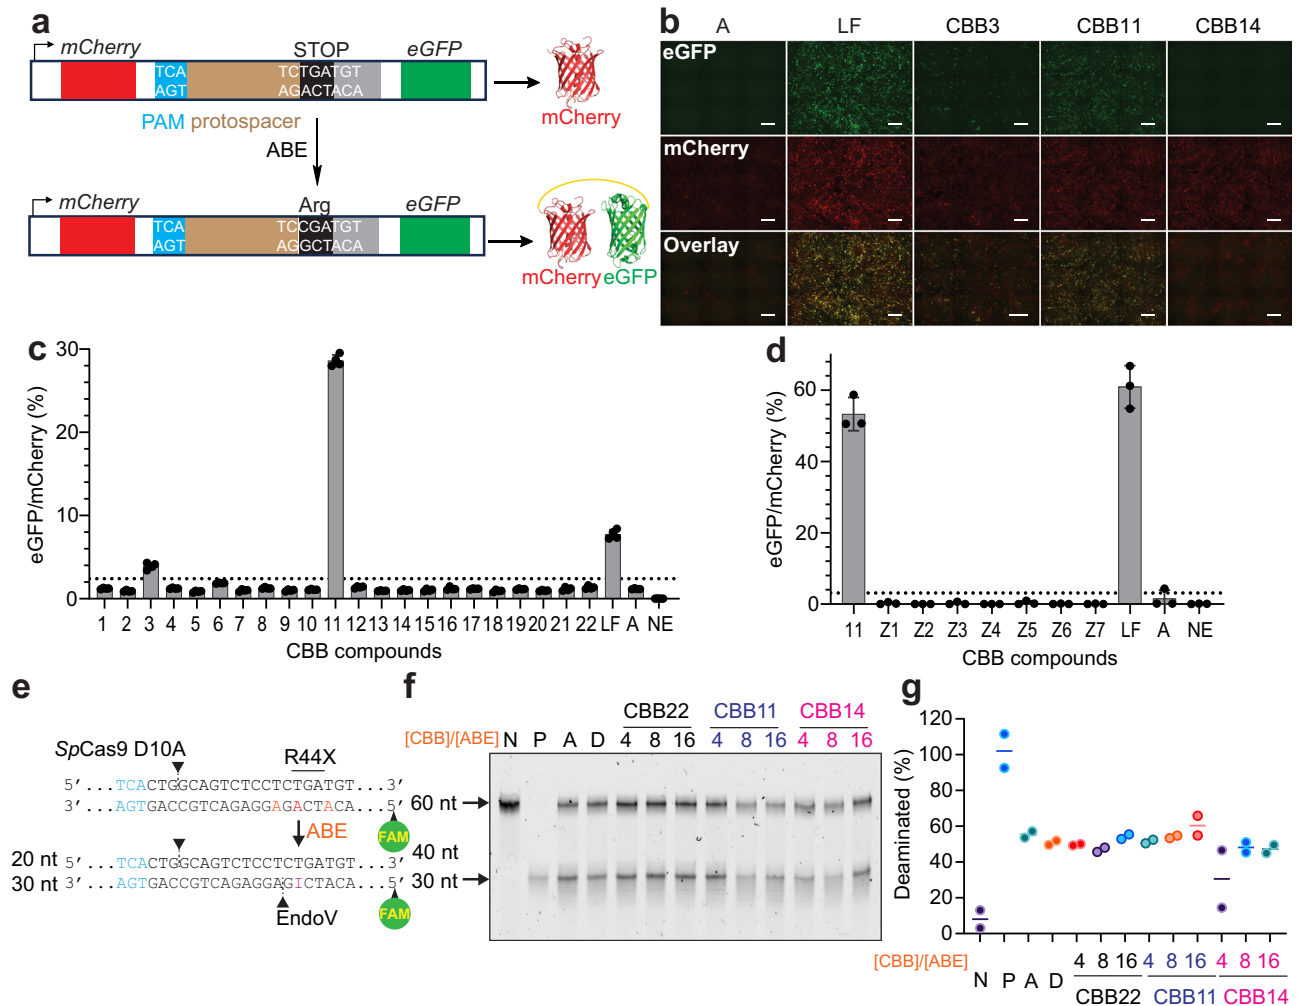 a
mCherry
STOP
eGFP
TCA
TCTGATGT
AGT
AGACTACA
PAM protospacer
ABE
mCherry
mCherry
Arg
eGFP
TCA
TCCGATGT
AGT
AGGCTACA
mCherry eGFP
b
A LF CBB3 CBB11 CBB14
eGFP
mCherry
Overlay
c
eGFP/mCherry (%)
30
20
10
0
1 2 3 4 5 6 7 8 9 10 11 12 13 14 15 16 17 18 19 20 21 22 LF A NE
CBB compounds
d
eGFP/mCherry (%)
60
40
20
0
11 Z1 Z2 Z3 Z4 Z5 Z6 Z7 LF A NE
CBB compounds
e
SpCas9 D10A
R44X
5′...TCACTGGCAGTCTCCTCTGATGT...3′
3′...AGTGACCGTCAGAGGAGACTACA...5′
ABE
FAM
20 nt 5′...TCACTGGCAGTCTCCTCTGATGT...3′
30 nt 3′...AGTGACCGTCAGAGGAGICTACA...5′
EndoV
FAM
f
CBB22 CBB11 CBB14
[CBB]/[ABE] N P A D 4 8 16 4 8 16 4 8 16
60 nt
40 nt
30 nt
g
Deaminated (%)
120
100
80
60
40
20
0
[CBB]/[ABE] N P A D 4 8 16 4 8 16 4 8 16
CBB22 CBB11 CBB14